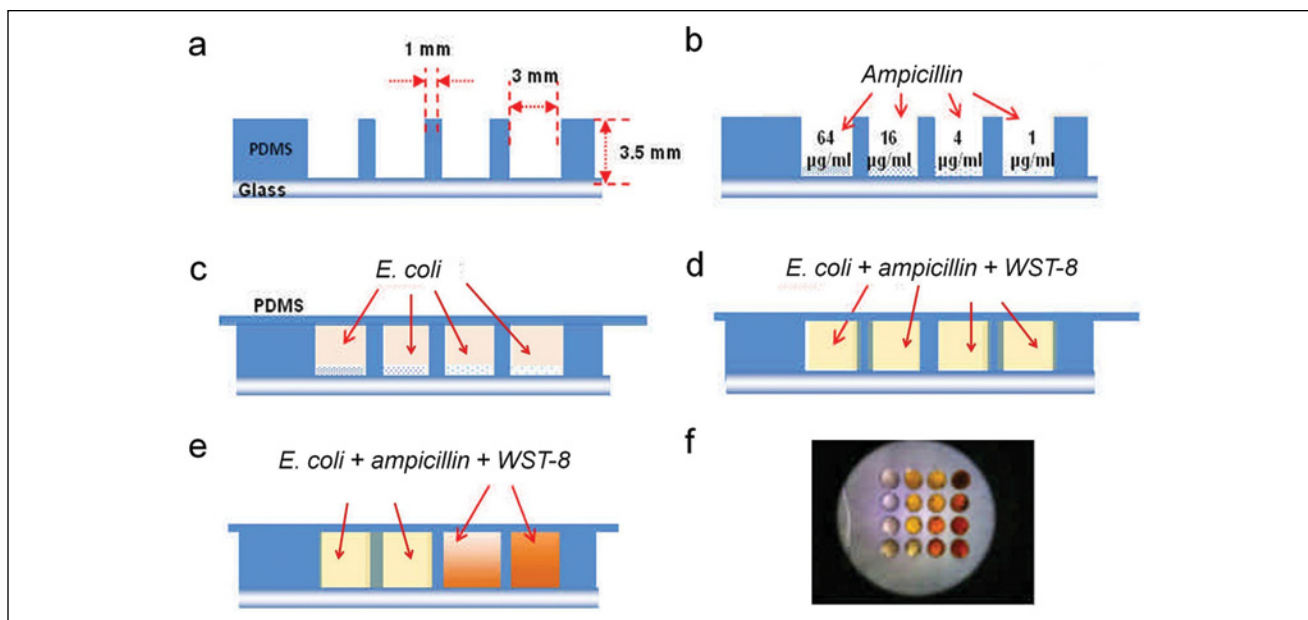 a
1 mm
3 mm
PDMS
3.5 mm
Glass
b
Ampicillin
64 16 4 1
µg/ml µg/ml µg/ml µg/ml
c
E. coli
PDMS
d
E. coli + ampicillin + WST-8
e
E. coli + ampicillin + WST-8
f